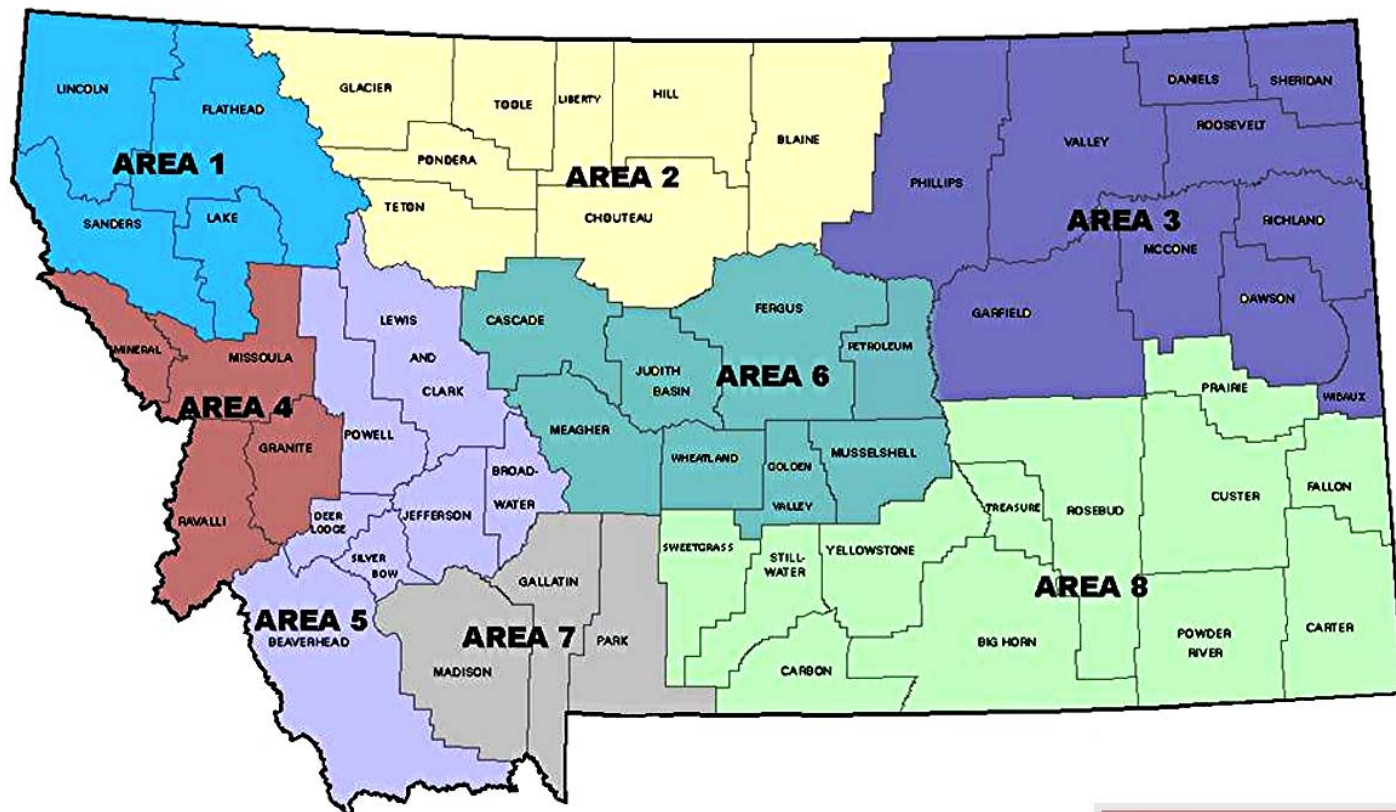 LINCOLN
FLATHEAD
AREA 1
SANDERS
LAKE
GLACIER
TOOLE
LIBERTY
HILL
BLAINE
PONDERA
AREA 2
TETON
CHOUTEAU
DANIELS
SHERIDAN
ROOSEVELT
VALLEY
PHILLIPS
AREA 3
RICHLAND
MCCONE
DAWSON
GARFIELD
WIBAUX
MINERAL
MISSOULA
AREA 4
GRANITE
RAVALLI
LEWIS
AND
CLARK
POWELL
BROAD-
WATER
JEFFERSON
DEER
LODGE
SILVER
BOW
AREA 5
BEAVERHEAD
CASCADE
FERGUS
JUDITH
BASIN
PETROLEUM
AREA 6
MEAGHER
WHEATLAND
GOLDEN
VALLEY
MUSSELSHELL
GALLATIN
AREA 7
PARK
MADISON
PRAIRIE
CUSTER
FALLON
TREASURE
ROSEBUD
SWEETGRASS
STILL-
WATER
YELLOWSTONE
AREA 8
BIG HORN
POWDER
RIVER
CARTER
CARBON